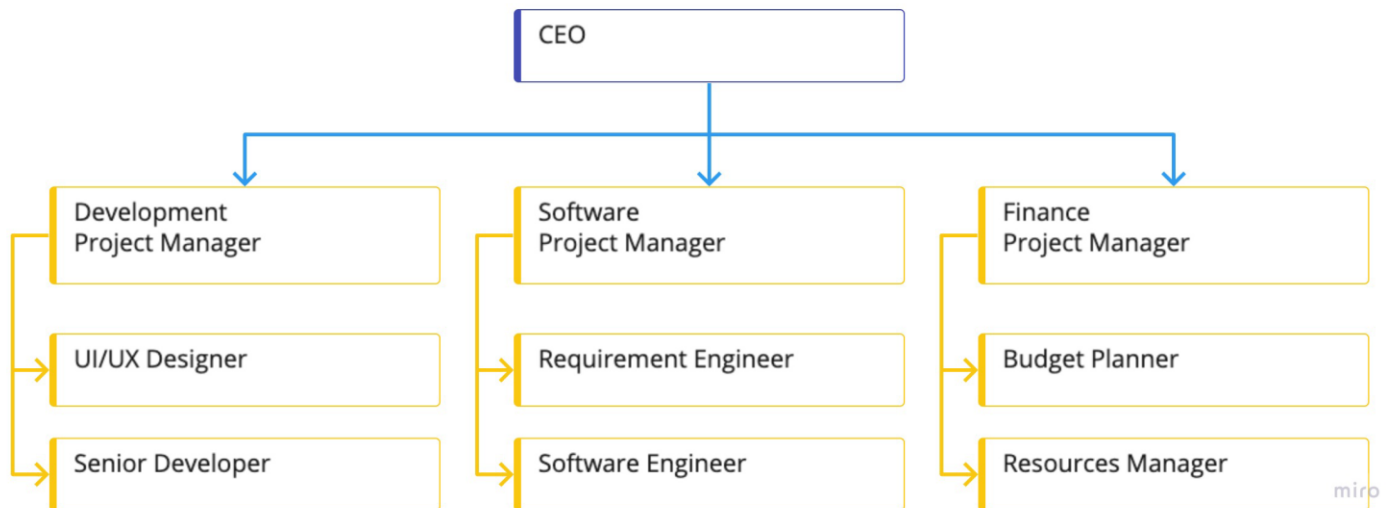 CEO
Development
Project Manager
Software
Project Manager
Finance
Project Manager
UI/UX Designer
Requirement Engineer
Budget Planner
Senior Developer
Software Engineer
Resources Manager
miro